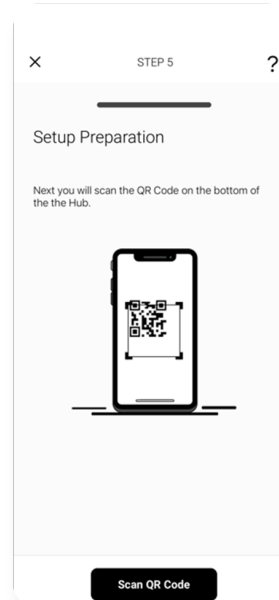 STEP 5
?
Setup Preparation
Next you will scan the QR Code on the bottom of
the the Hub.
Scan QR Code